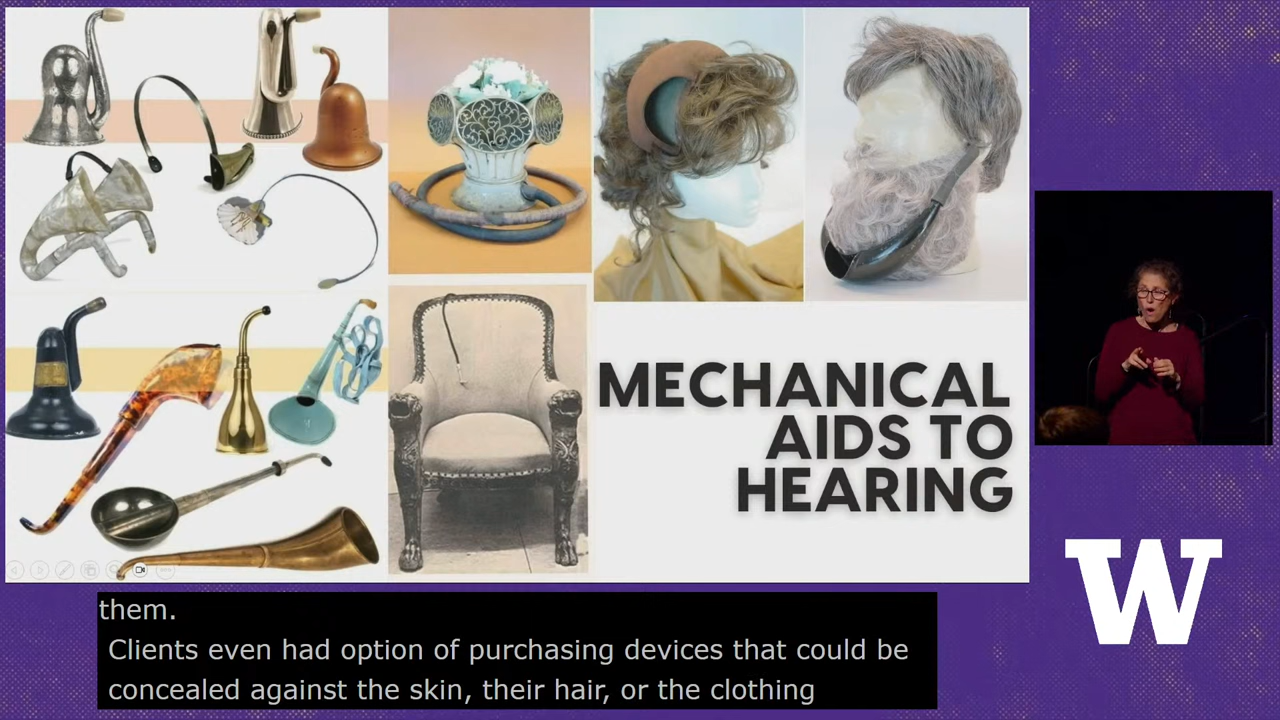 MECHANICAL
AIDS TO
HEARING
W
them.
Clients even had option of purchasing devices that could be
concealed against the skin, their hair, or the clothing